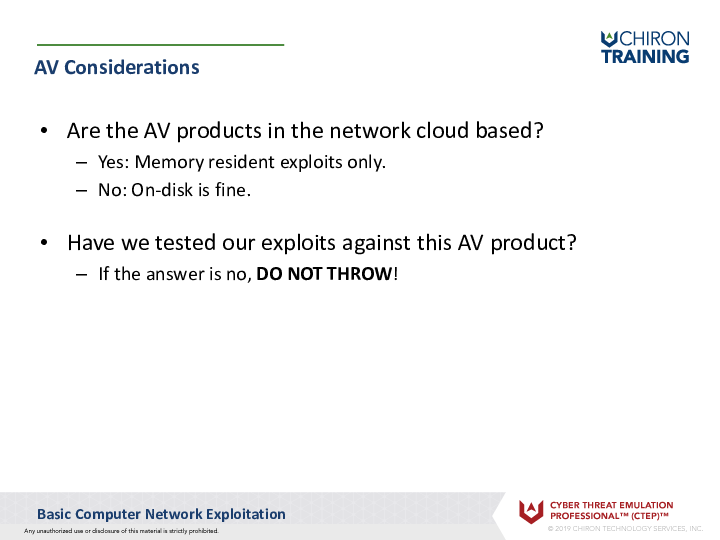 CHIRON
TRAINING
AV Considerations
• Are the AV products in the network cloud based?
– Yes: Memory resident exploits only.
– No: On-disk is fine.
• Have we tested our exploits against this AV product?
– If the answer is no, DO NOT THROW!
Basic Computer Network Exploitation
Any unauthorized use or disclosure of this material is strictly prohibited.
CYBER THREAT EMULATION
PROFESSIONAL™ (CTEP)™
© 2019 CHIRON TECHNOLOGY SERVICES, INC.